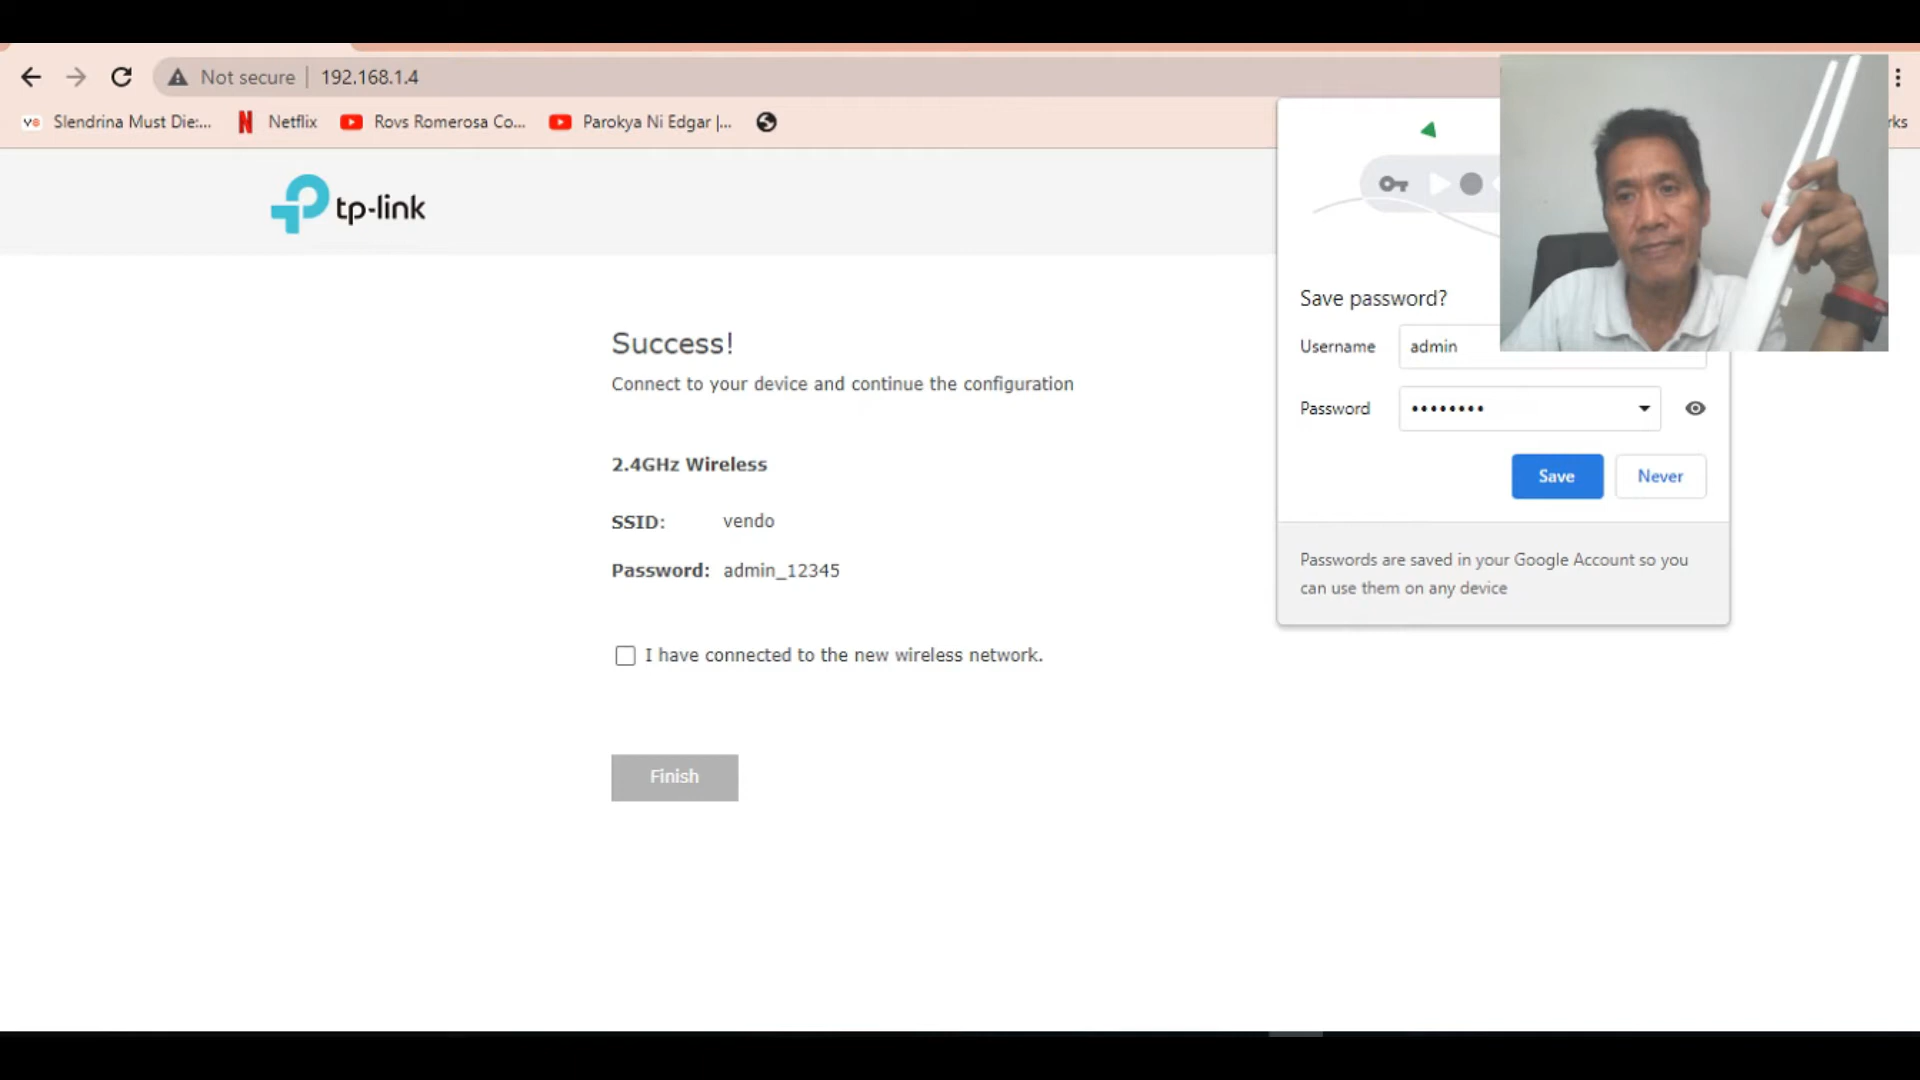 Not secure 192.168.1.4
Slendrina Must Die:... Netflix Rovs Romerosa Co... Parokya Ni Edgar |... rks
tp-link
Success!
Connect to your device and continue the configuration
2.4GHz Wireless
SSID: vendo
Password: admin_12345
I have connected to the new wireless network.
Finish
Save password?
Username admin
Password ••••••••
Save Never
Passwords are saved in your Google Account so you
can use them on any device